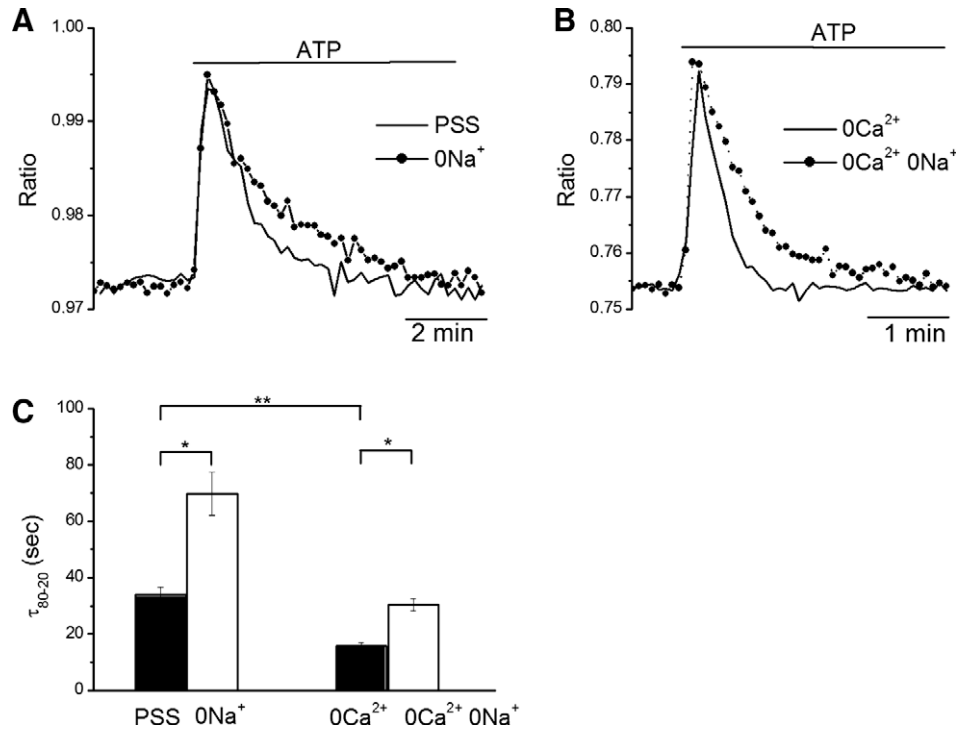 A
1.00
0.99
0.98
0.97
Ratio
ATP
PSS
0Na⁺
2 min
B
0.80
0.79
0.78
0.77
0.76
0.75
Ratio
ATP
0Ca²⁺
0Ca²⁺ 0Na⁺
1 min
C
100
80
60
40
20
0
τ80-20 (sec)
**
*
*
PSS 0Na⁺ 0Ca²⁺ 0Ca²⁺ 0Na⁺